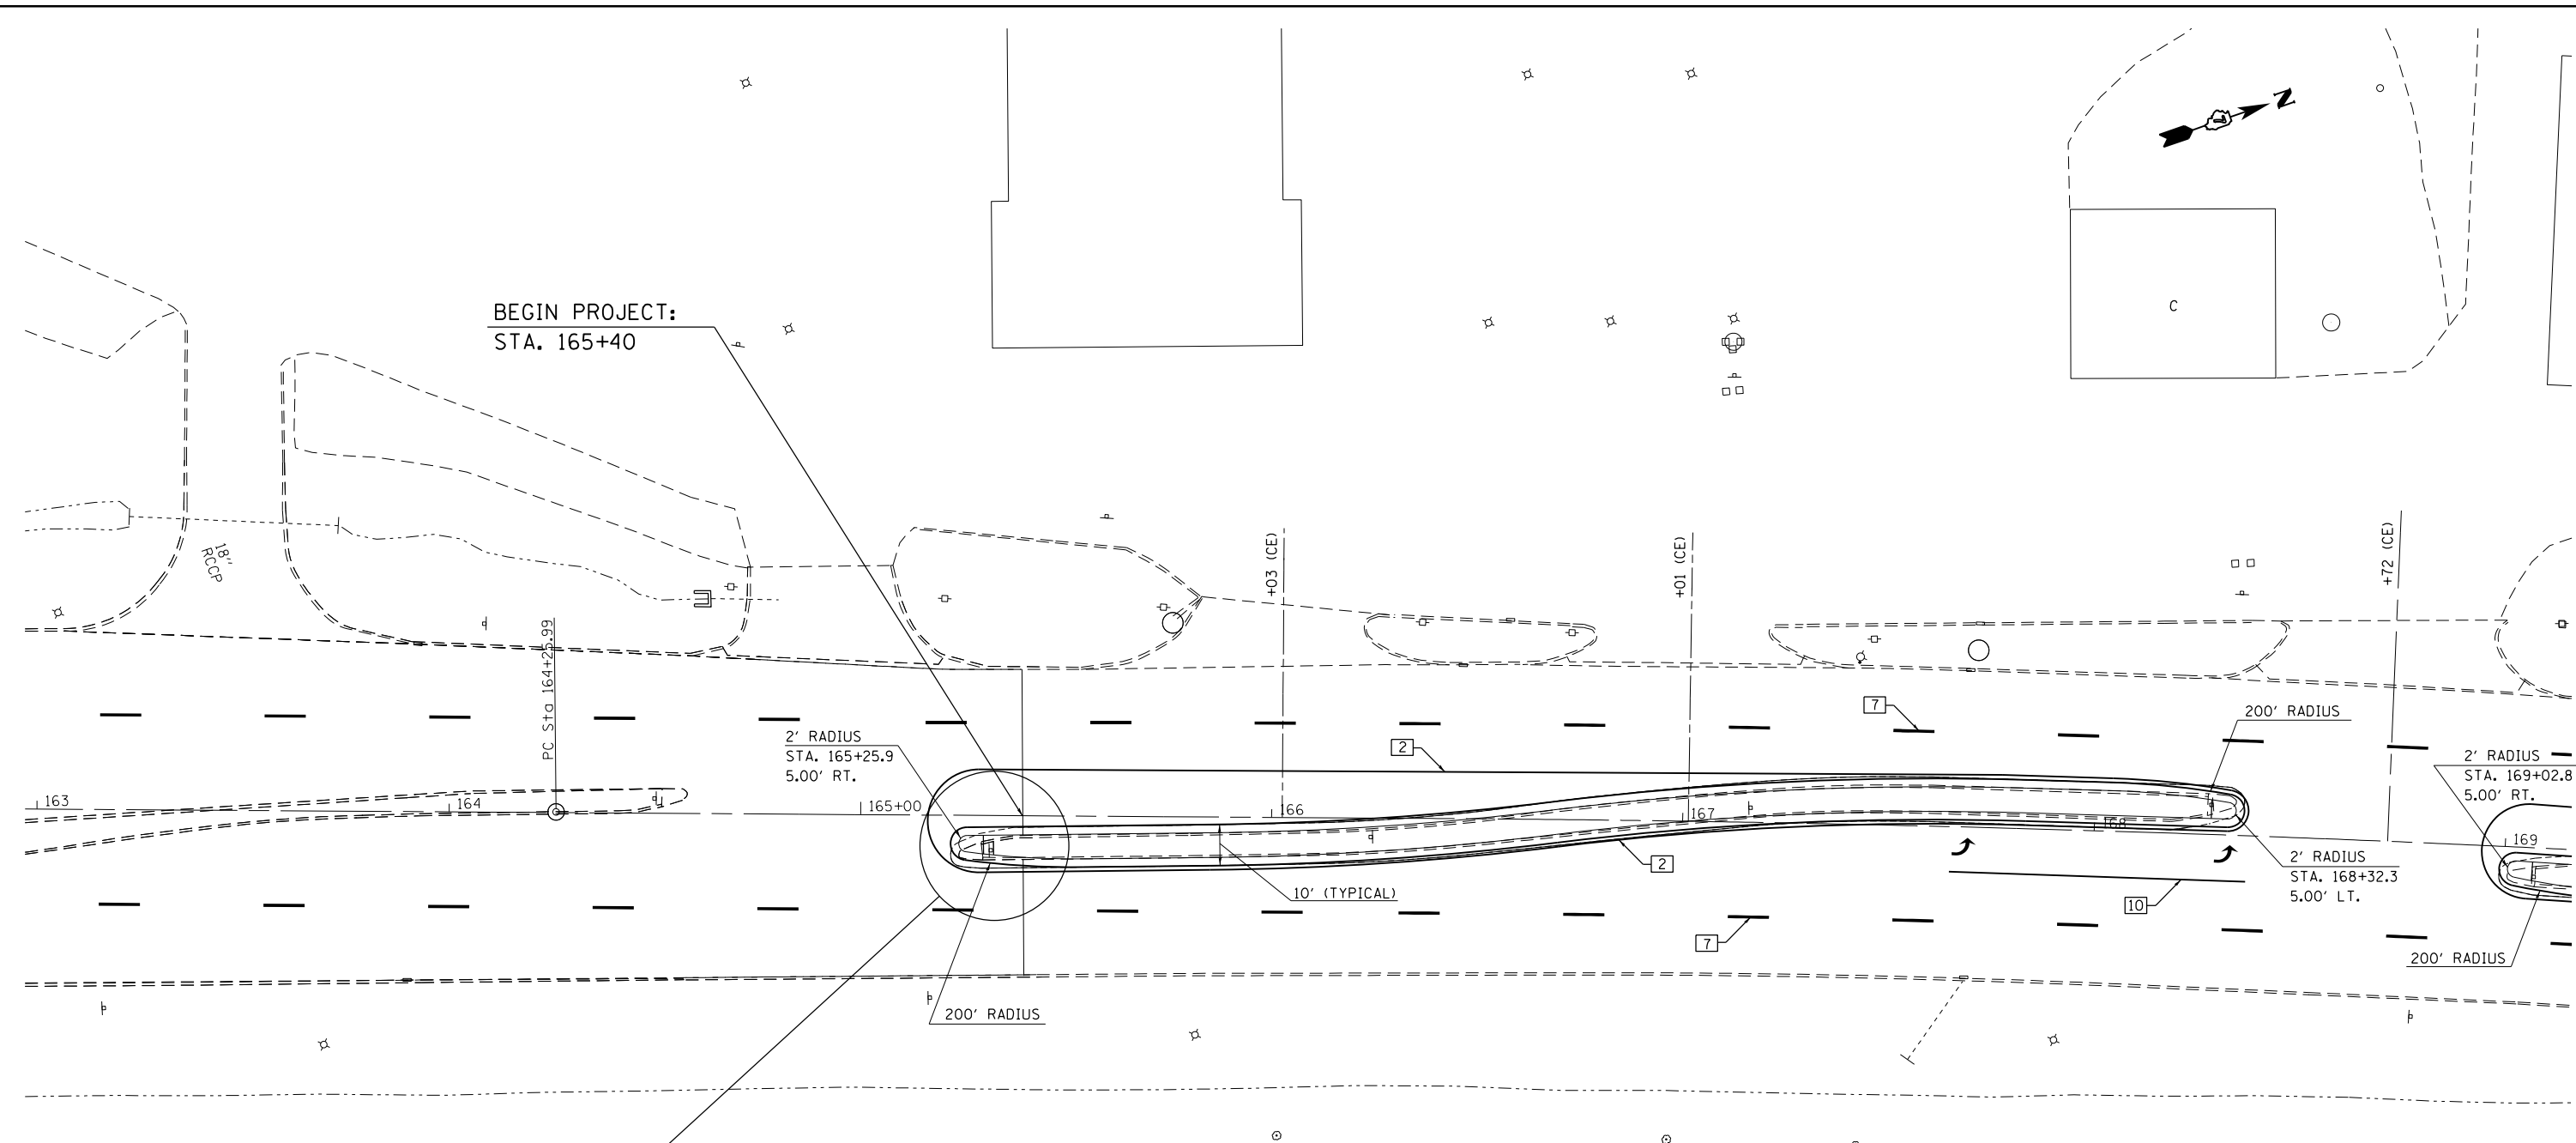 N
BEGIN PROJECT:
STA. 165+40
C
18"
RCCP
PC Sta 164+25.99
+03 (CE)
+01 (CE)
+72 (CE)
7
200' RADIUS
2' RADIUS
STA. 165+25.9
5.00' RT.
2
2' RADIUS
STA. 169+02.8
5.00' RT.
163
164
165+00
166
167
168
169
2
10' (TYPICAL)
2' RADIUS
STA. 168+32.3
5.00' LT.
10
7
200' RADIUS
200' RADIUS